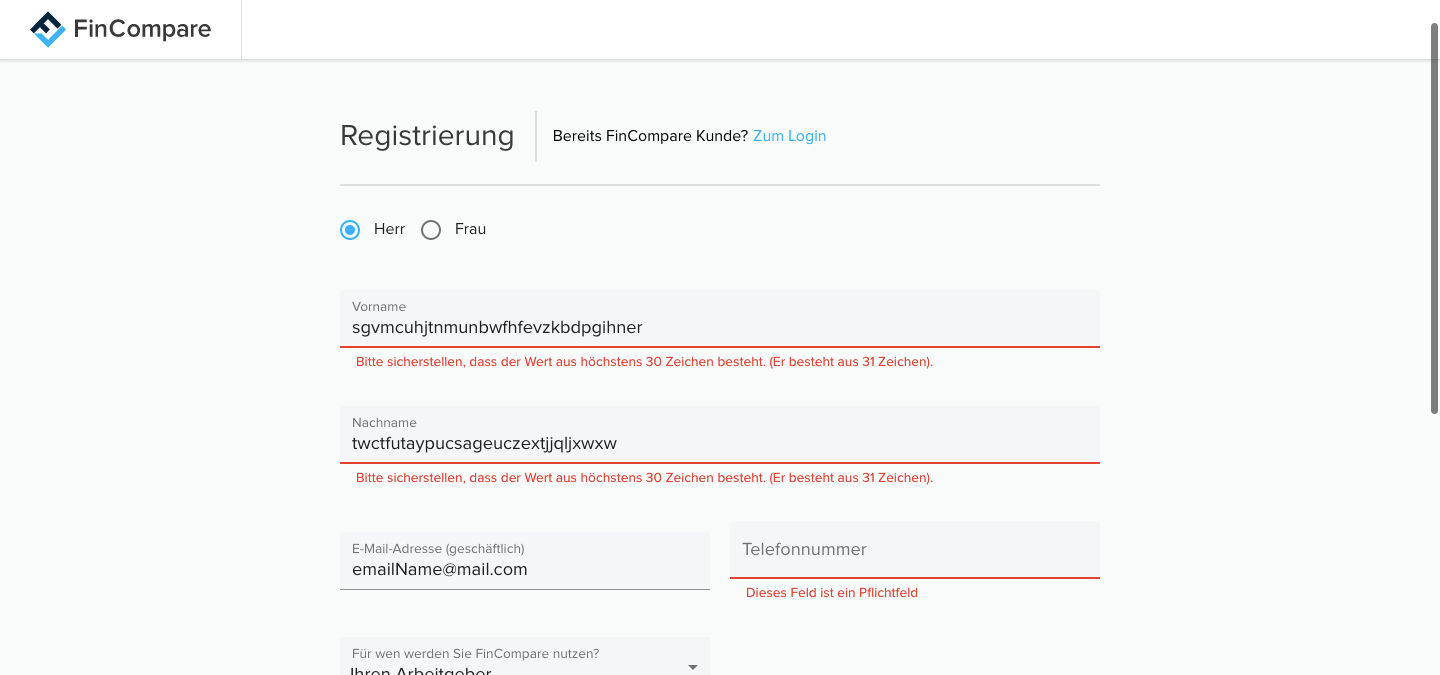 FinCompare
Registrierung
Bereits FinCompare Kunde? Zum Login
Herr
Frau
Vorname
sgvmcuhjtnmunbwfhfevzkbdpgihner
Bitte sicherstellen, dass der Wert aus höchstens 30 Zeichen besteht. (Er besteht aus 31 Zeichen).
Nachname
twctfutaypucsageuczextjjqljxwxw
Bitte sicherstellen, dass der Wert aus höchstens 30 Zeichen besteht. (Er besteht aus 31 Zeichen).
E-Mail-Adresse (geschäftlich)
emailName@mail.com
Telefonnummer
Dieses Feld ist ein Pflichtfeld
Für wen werden Sie FinCompare nutzen?
Ihren Arbeitgeber